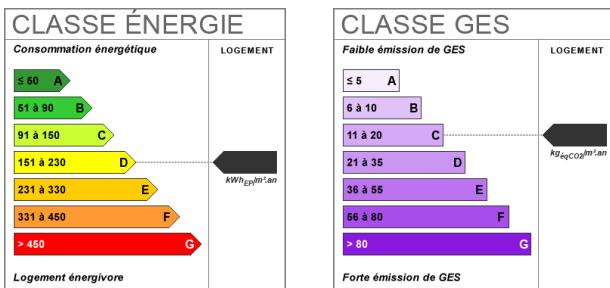 CLASSE ÉNERGIE
Consommation énergétique
LOGEMENT
≤ 50 A
51 à 90 B
91 à 150 C
151 à 230 D
231 à 330 E
331 à 450 F
> 450 G
kWhEP/m².an
Logement énergivore
CLASSE GES
Faible émission de GES
LOGEMENT
≤ 5 A
6 à 10 B
11 à 20 C
21 à 35 D
36 à 55 E
56 à 80 F
> 80 G
kgéqCO2/m².an
Forte émission de GES